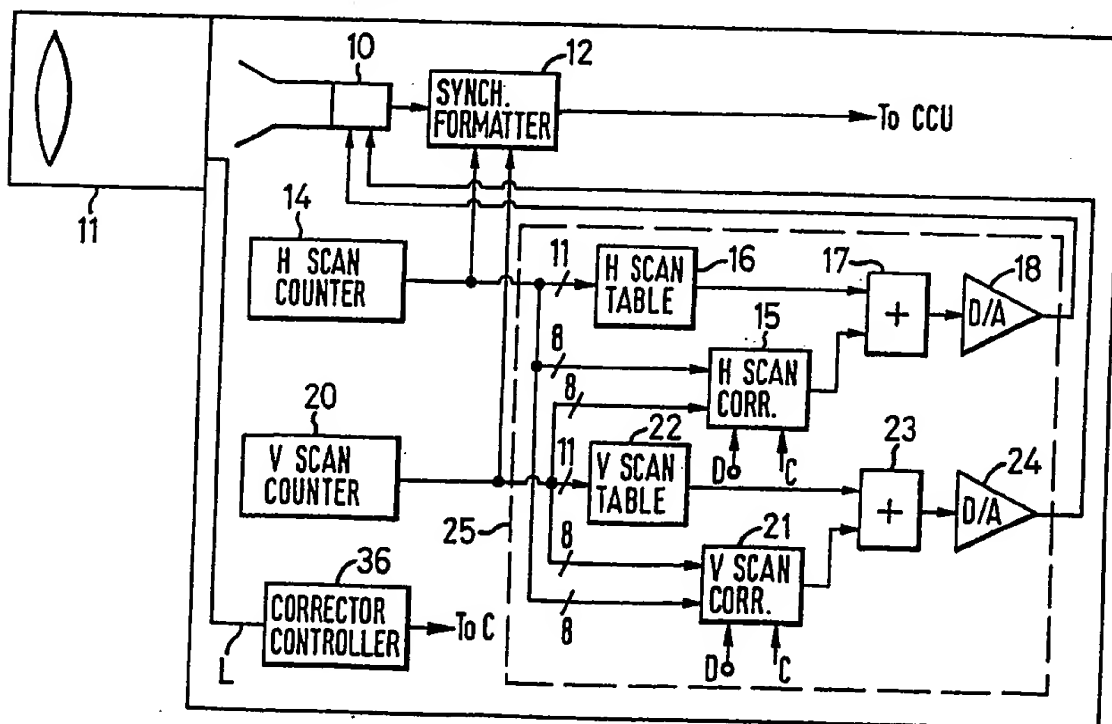 10
12
SYNCH.
FORMATTER
To CCU
11
14
H SCAN
COUNTER
11
H SCAN
TABLE
16
17
+
18
D/A
15
8
H SCAN
CORR.
8
D
C
20
V SCAN
COUNTER
11
22
V SCAN
TABLE
23
+
24
D/A
25
21
8
V SCAN
CORR.
8
D
C
36
CORRECTOR
CONTROLLER
To C
L